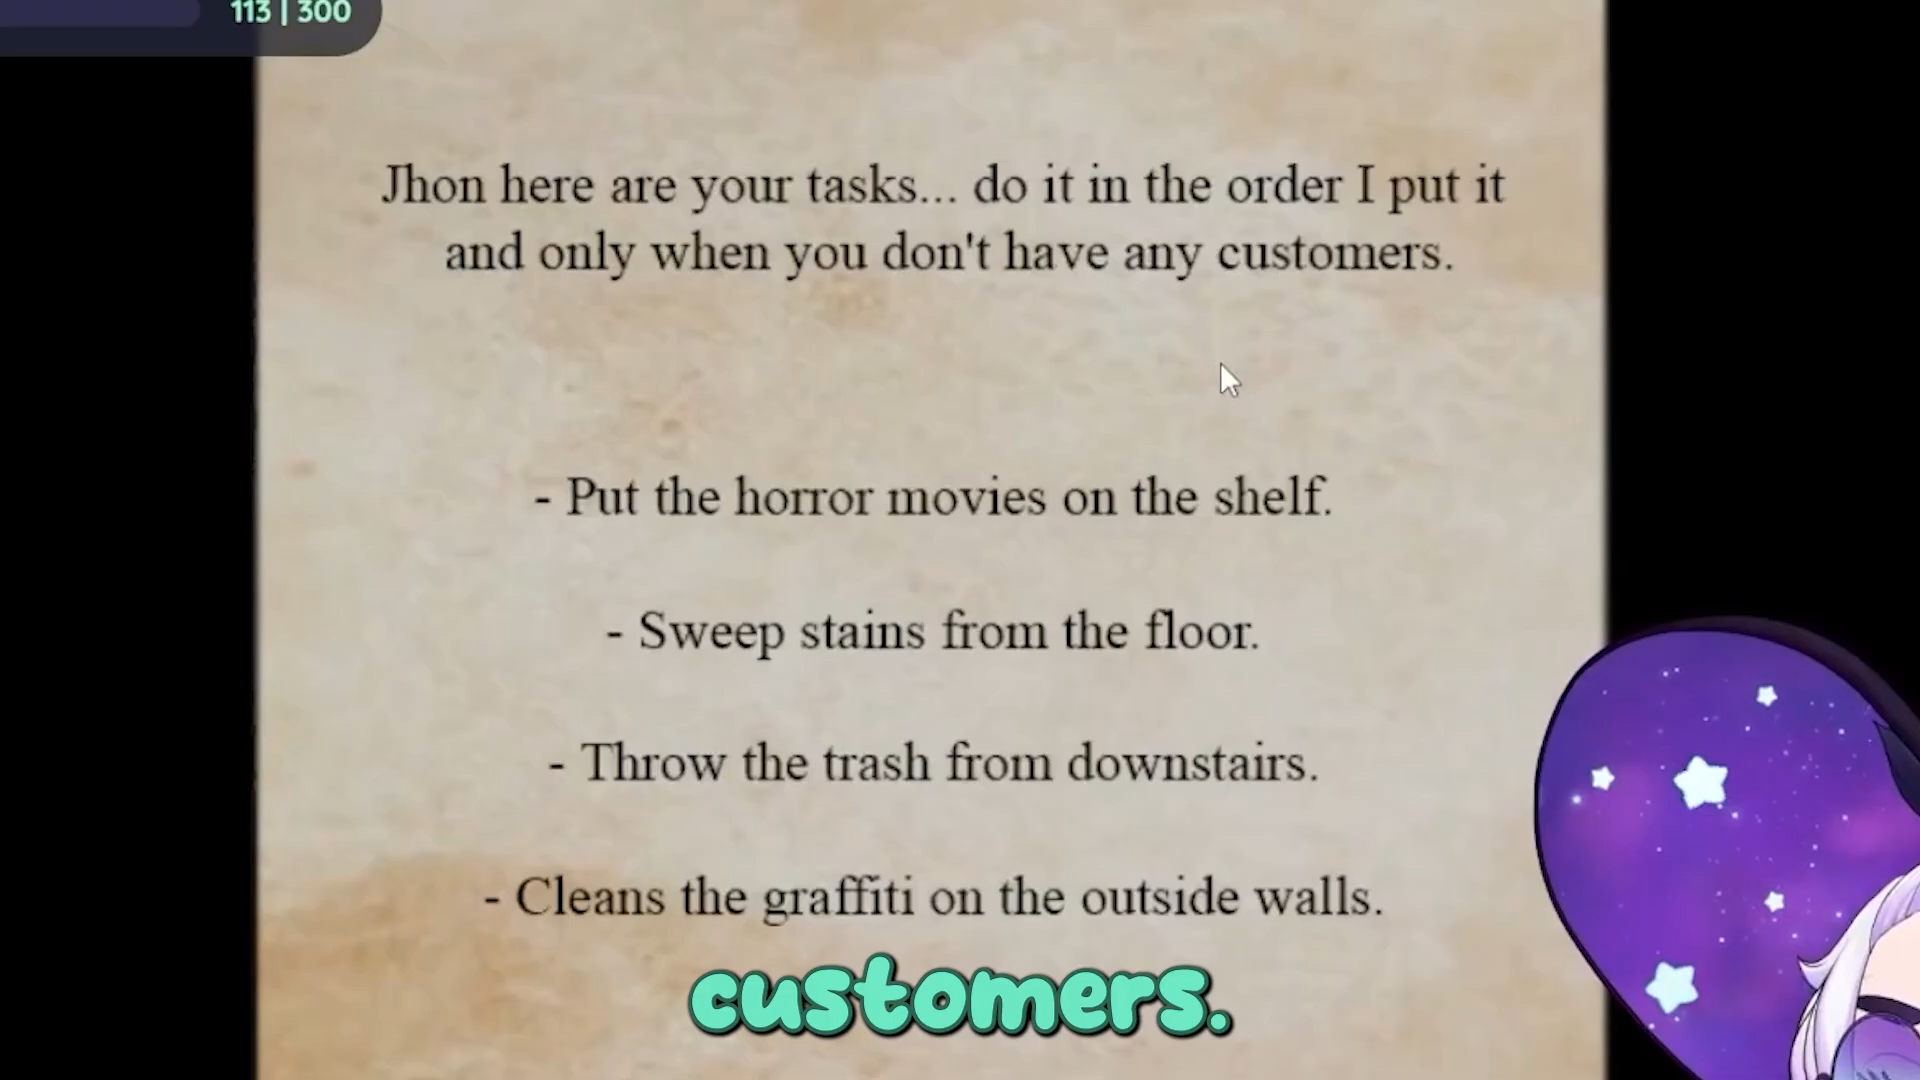 113 | 300
Jhon here are your tasks... do it in the order I put it
and only when you don't have any customers.
- Put the horror movies on the shelf.
- Sweep stains from the floor.
- Throw the trash from downstairs.
- Cleans the graffiti on the outside walls.
customers.